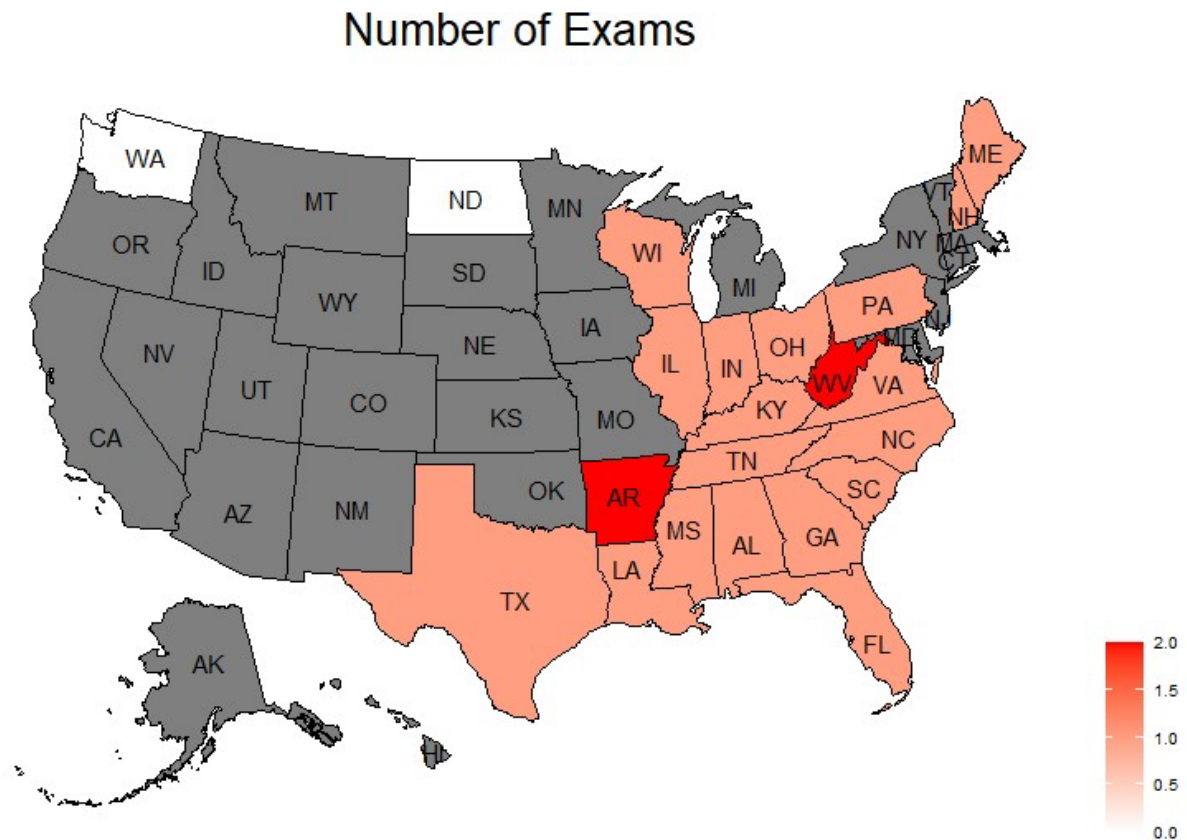 Number of Exams
WA
MT
ND
MN
OR
ID
WY
SD
WI
MI
NY
VT
NH
ME
MA
CT
NV
UT
CO
NE
IA
IL
IN
OH
PA
NJ
MD
CA
KS
MO
KY
WV
VA
AZ
NM
OK
AR
TN
NC
SC
TX
LA
MS
AL
GA
FL
AK
HI
2.0
1.5
1.0
0.5
0.0